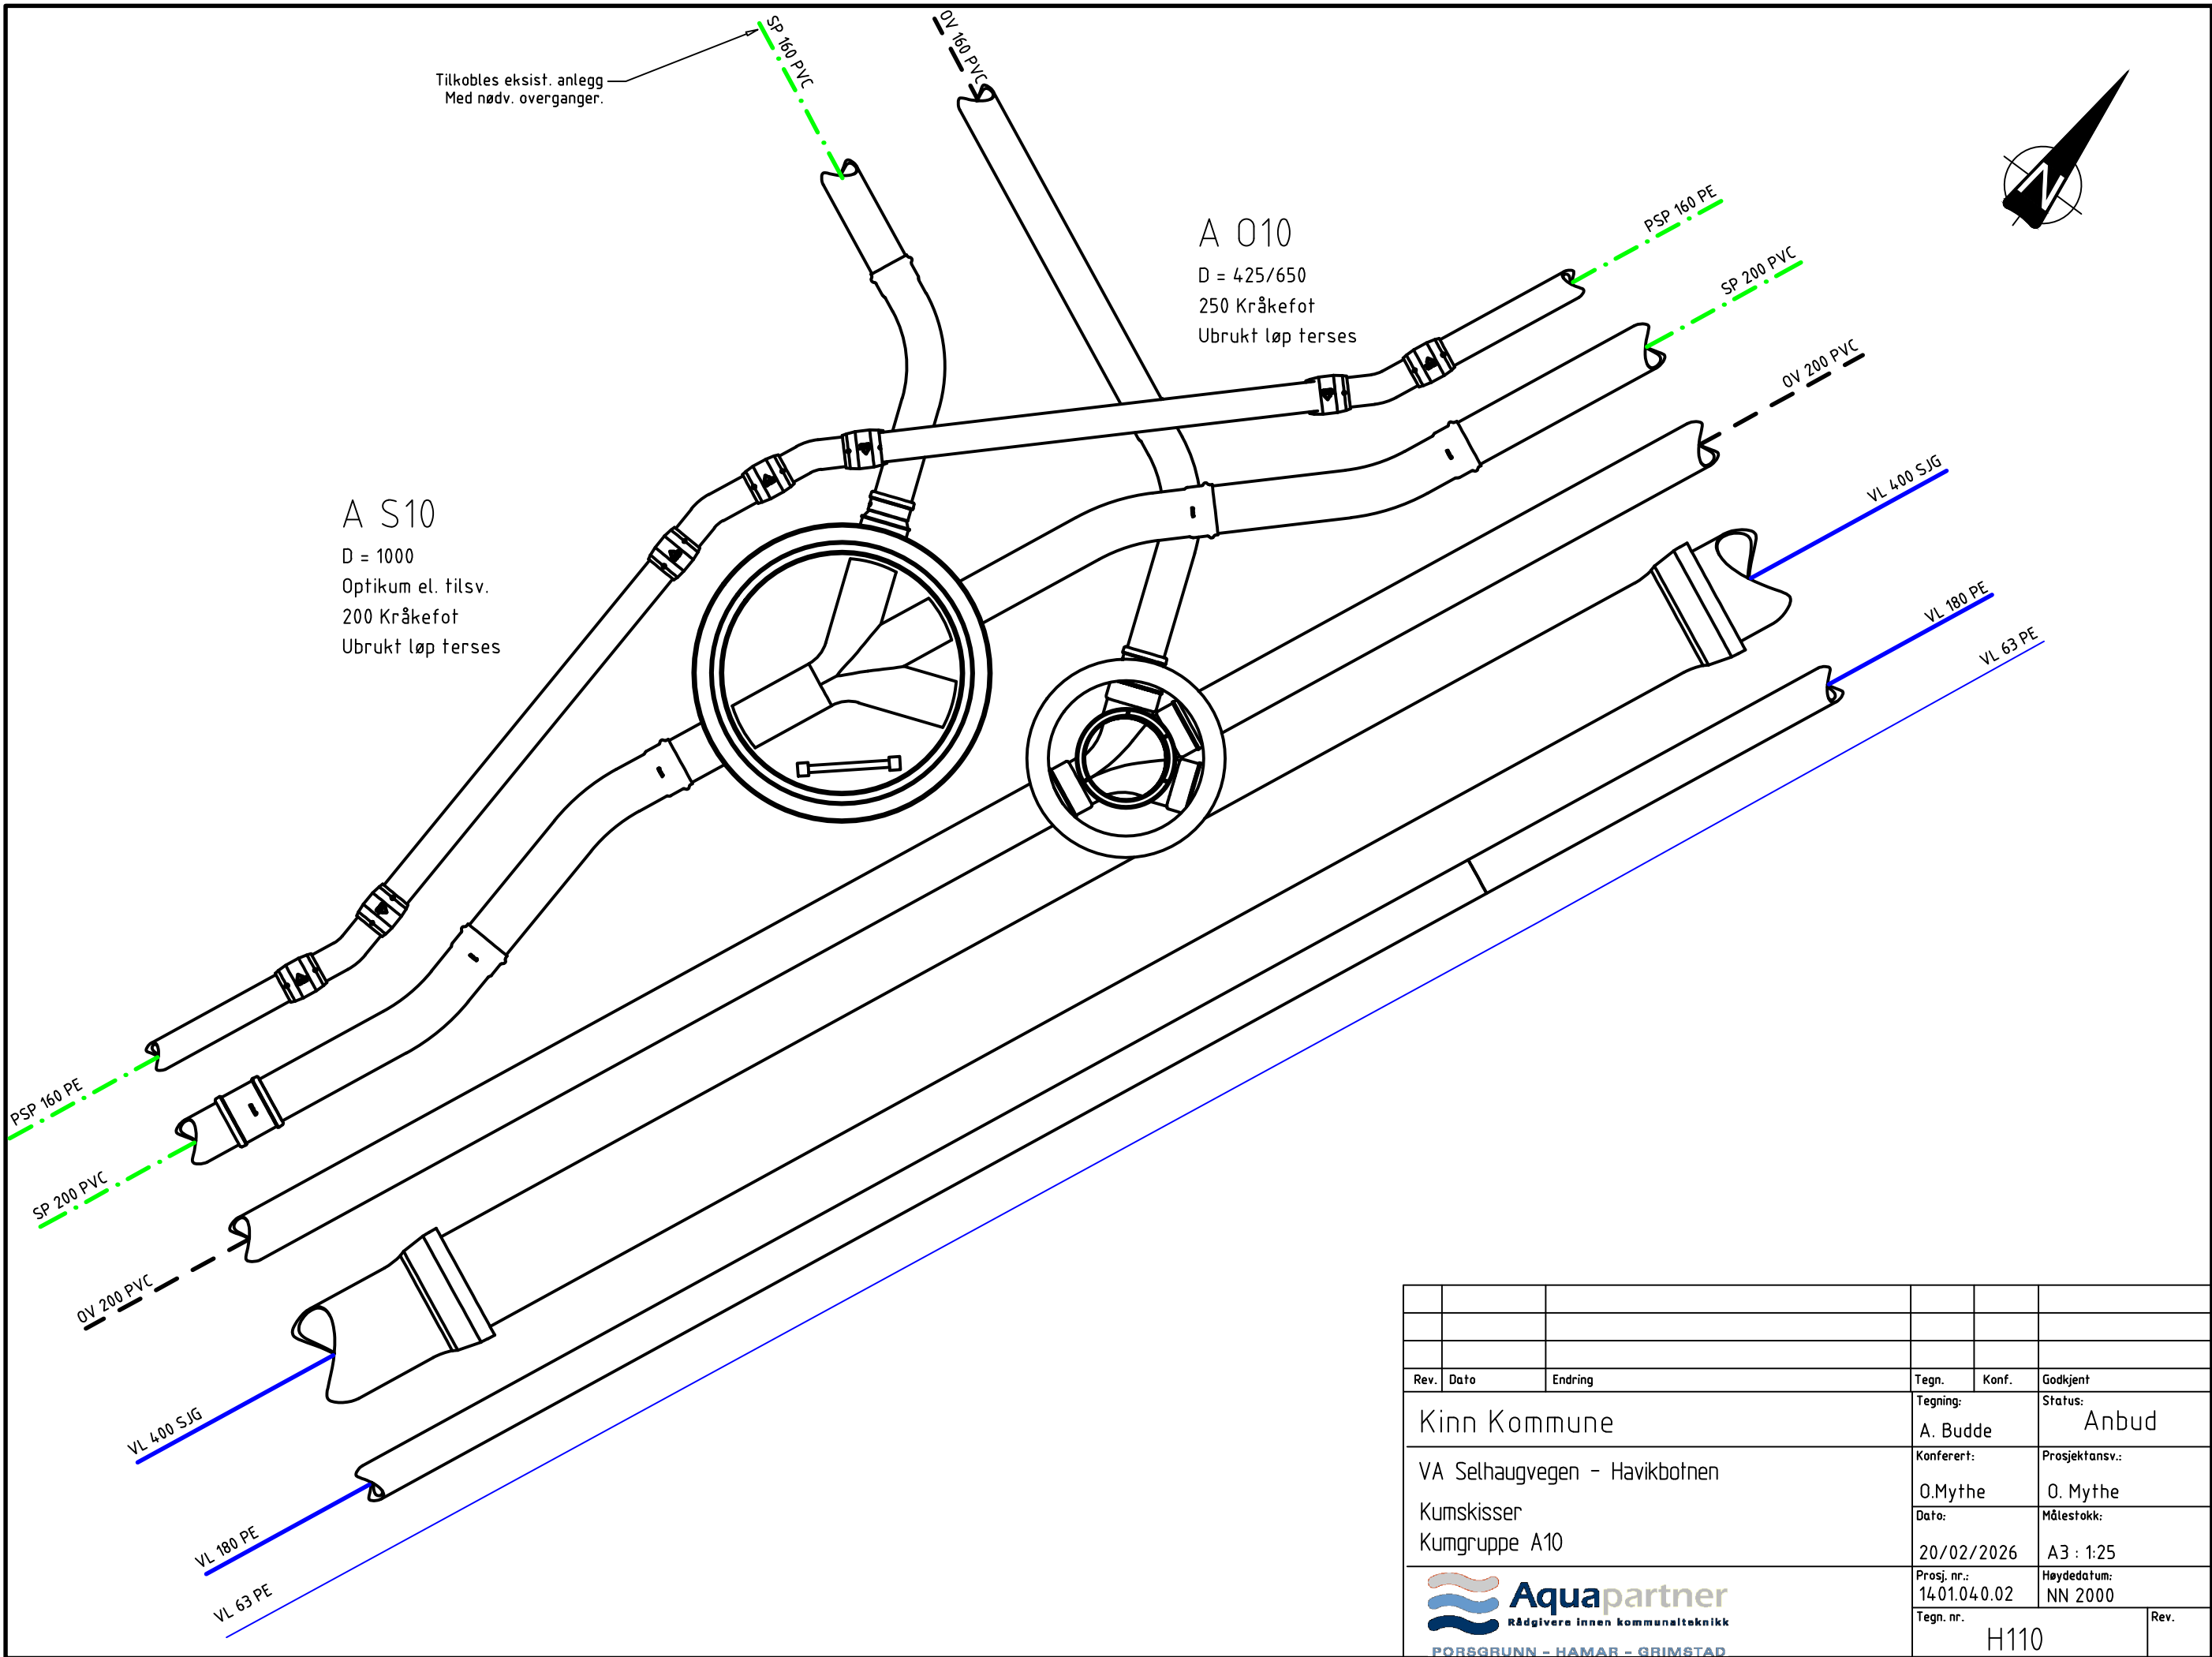 SP 160 PVC
OV 160 PVC
Tilkobles eksist. anlegg
Med nødv. overganger.
N
A O10
D = 425/650
250 Kråkefot
Ubrukt løp terses
PSP 160 PE
SP 200 PVC
OV 200 PVC
VL 400 SJG
VL 180 PE
VL 63 PE
A S10
D = 1000
Optikum el. tilsv.
200 Kråkefot
Ubrukt løp terses
PSP 160 PE
SP 200 PVC
OV 200 PVC
VL 400 SJG
VL 180 PE
VL 63 PE
Rev. Dato Endring Tegn. Konf. Godkjent
Kinn Kommune
Tegning: Status:
A. Budde Anbud
VA Selhaugvegen - Havikbotnen
Kumskisser
Kumgruppe A10
Konferert: Prosjektansv.:
O.Mythe O. Mythe
Dato: Målestokk:
20/02/2026 A3 : 1:25
Prosj. nr.: Høydedatum:
1401.040.02 NN 2000
Tegn. nr. Rev.
H110
Aquapartner
Rådgivere innen kommunalteknikk
PORSGRUNN - HAMAR - GRIMSTAD